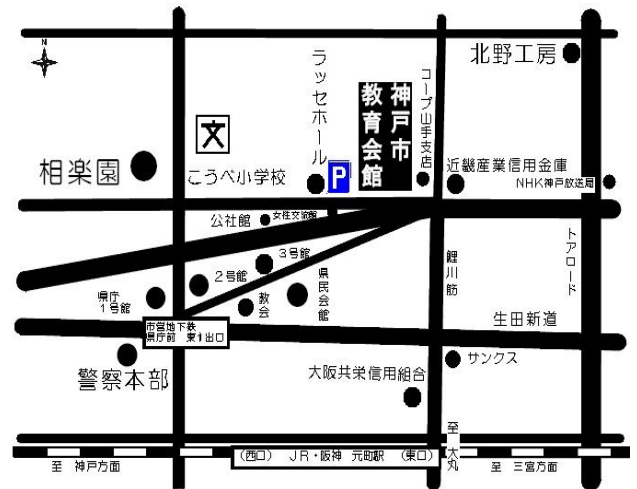 N
北野工房
ラッセホール
神戸市
教育会館
コープ山手支店
文
相楽園
こうべ小学校
P
近畿産業信用金庫
NHK神戸放送局
公社館
女性交流館
3号館
2号館
県庁
1号館
教会
県民会館
鯉川筋
トアロード
市営地下鉄
県庁前 東1出口
生田新道
警察本部
サンクス
大阪共栄信用組合
至 大丸
(西口) JR・阪神 元町駅 (東口)
至 神戸方面
至 三宮方面